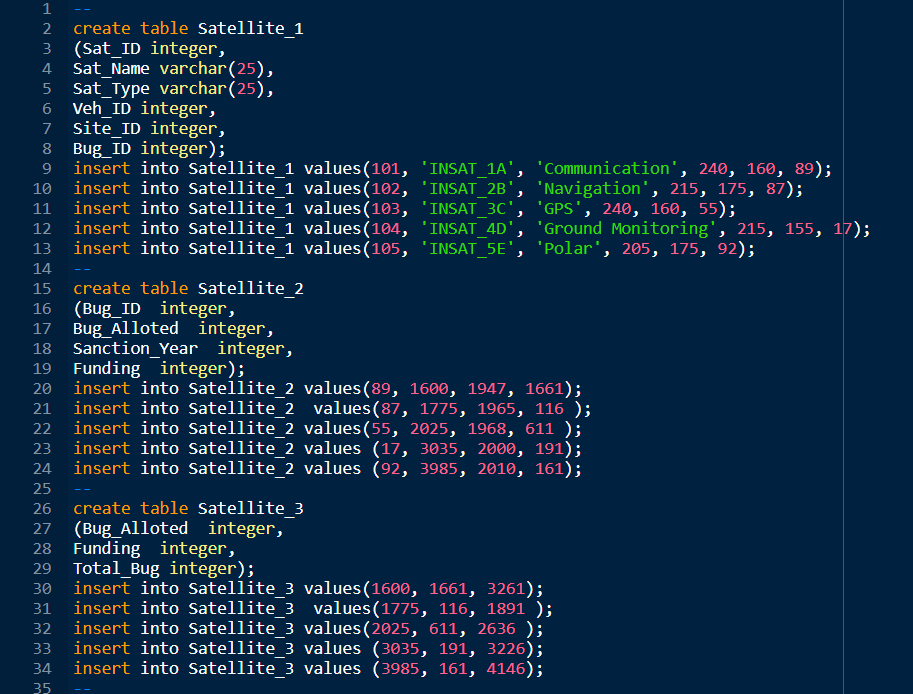 1 --
2 create table Satellite_1
3 (Sat_ID integer,
4 Sat_Name varchar(25),
5 Sat_Type varchar(25),
6 Veh_ID integer,
7 Site_ID integer,
8 Bug_ID integer);
9 insert into Satellite_1 values(101, 'INSAT_1A', 'Communication', 240, 160, 89);
10 insert into Satellite_1 values(102, 'INSAT_2B', 'Navigation', 215, 175, 87);
11 insert into Satellite_1 values(103, 'INSAT_3C', 'GPS', 240, 160, 55);
12 insert into Satellite_1 values(104, 'INSAT_4D', 'Ground Monitoring', 215, 155, 17);
13 insert into Satellite_1 values(105, 'INSAT_5E', 'Polar', 205, 175, 92);
14 --
15 create table Satellite_2
16 (Bug_ID  integer,
17 Bug_Alloted  integer,
18 Sanction_Year  integer,
19 Funding  integer);
20 insert into Satellite_2 values(89, 1600, 1947, 1661);
21 insert into Satellite_2  values(87, 1775, 1965, 116 );
22 insert into Satellite_2 values(55, 2025, 1968, 611 );
23 insert into Satellite_2 values (17, 3035, 2000, 191);
24 insert into Satellite_2 values (92, 3985, 2010, 161);
25 --
26 create table Satellite_3
27 (Bug_Alloted  integer,
28 Funding  integer,
29 Total_Bug integer);
30 insert into Satellite_3 values(1600, 1661, 3261);
31 insert into Satellite_3  values(1775, 116, 1891 );
32 insert into Satellite_3 values(2025, 611, 2636 );
33 insert into Satellite_3 values (3035, 191, 3226);
34 insert into Satellite_3 values (3985, 161, 4146);
35 --